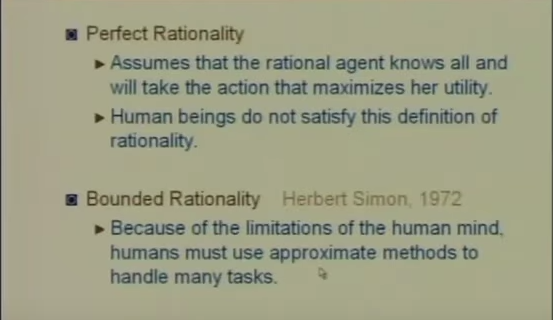 Perfect Rationality
Assumes that the rational agent knows all and
will take the action that maximizes her utility.
Human beings do not satisfy this definition of
rationality.
Bounded Rationality Herbert Simon, 1972
Because of the limitations of the human mind,
humans must use approximate methods to
handle many tasks.